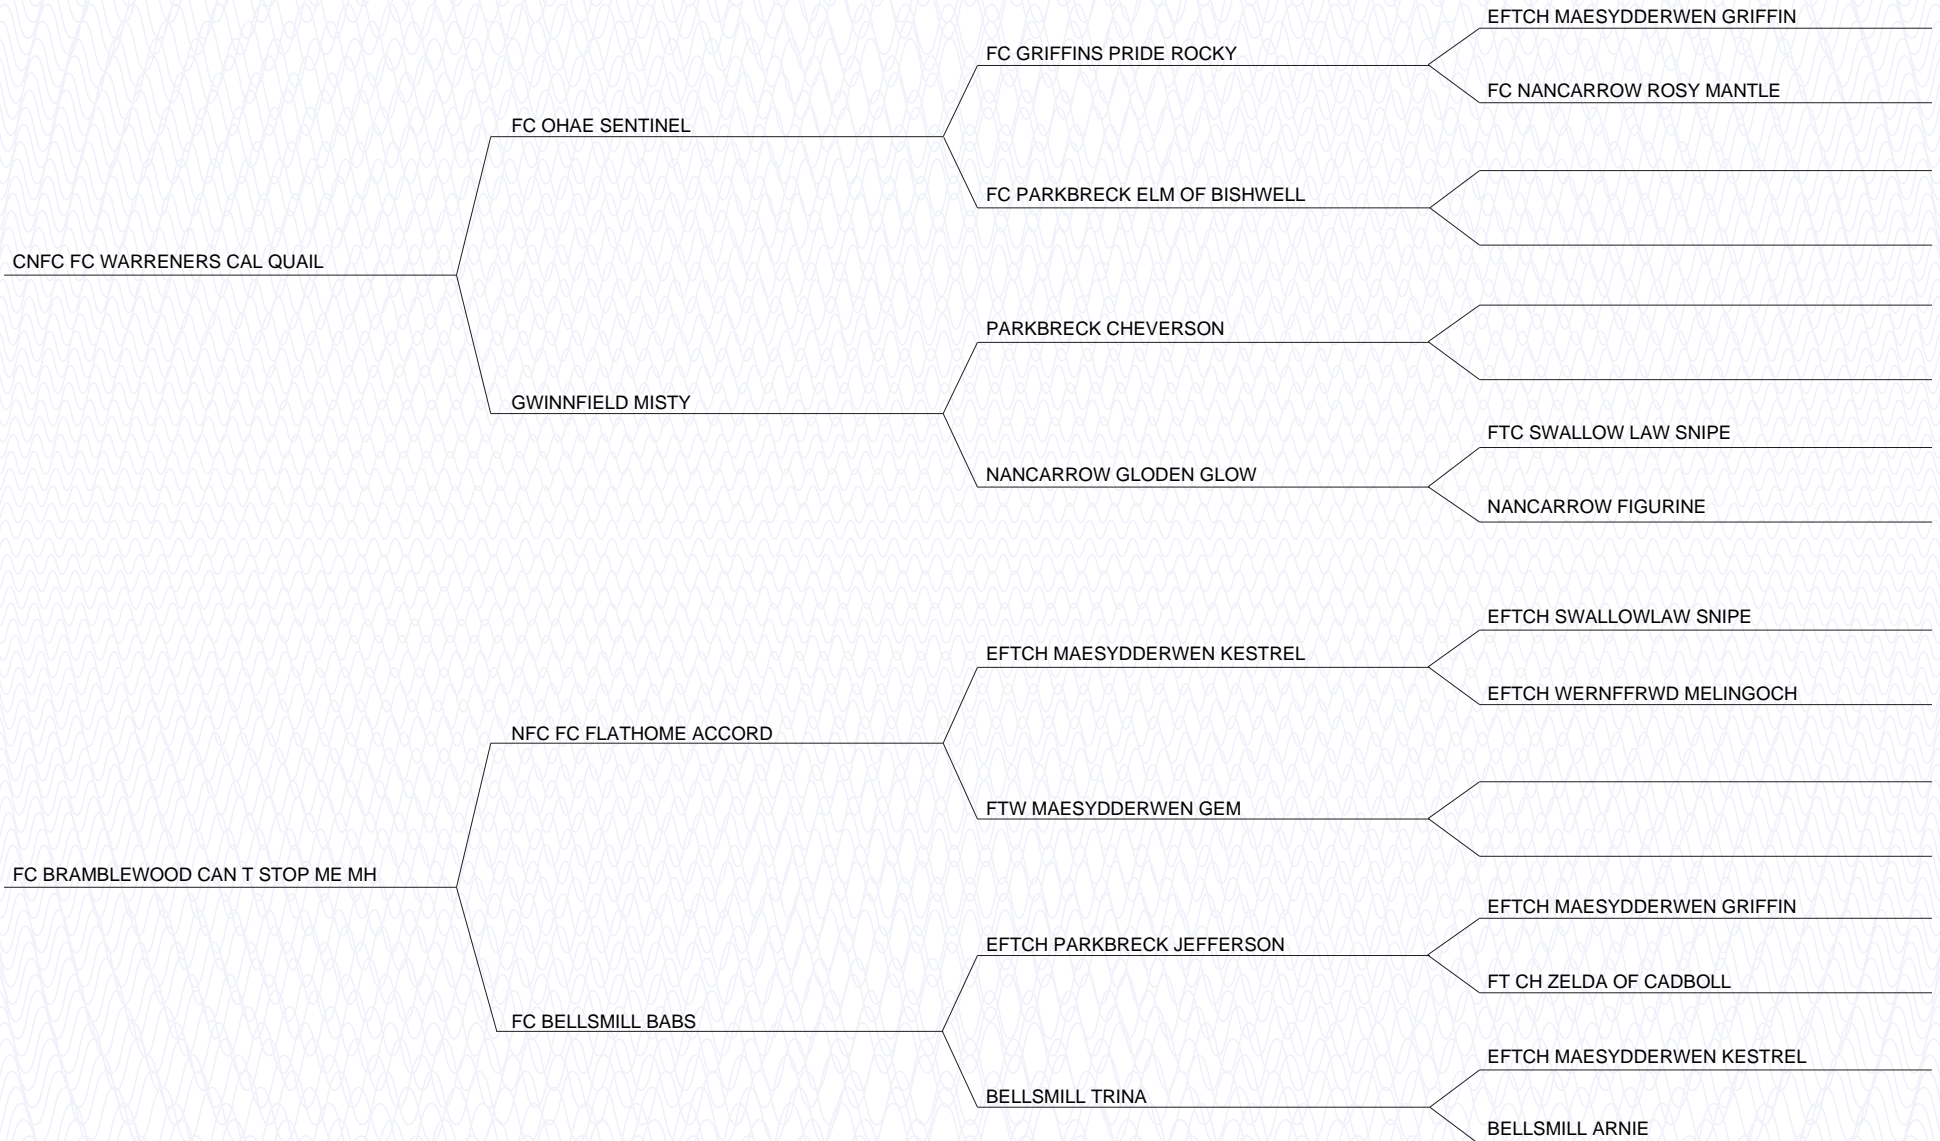 EFTCH MAESYDDERWEN GRIFFIN
FC GRIFFINS PRIDE ROCKY
FC NANCARROW ROSY MANTLE
FC OHAE SENTINEL
FC PARKBRECK ELM OF BISHWELL
CNFC FC WARRENERS CAL QUAIL
PARKBRECK CHEVERSON
GWINNFIELD MISTY
FTC SWALLOW LAW SNIPE
NANCARROW GLODEN GLOW
NANCARROW FIGURINE
EFTCH SWALLOWLAW SNIPE
EFTCH MAESYDDERWEN KESTREL
EFTCH WERNFFRWD MELINGOCH
NFC FC FLATHOME ACCORD
FTW MAESYDDERWEN GEM
FC BRAMBLEWOOD CAN T STOP ME MH
EFTCH MAESYDDERWEN GRIFFIN
EFTCH PARKBRECK JEFFERSON
FT CH ZELDA OF CADBOLL
FC BELLSMILL BABS
EFTCH MAESYDDERWEN KESTREL
BELLSMILL TRINA
BELLSMILL ARNIE